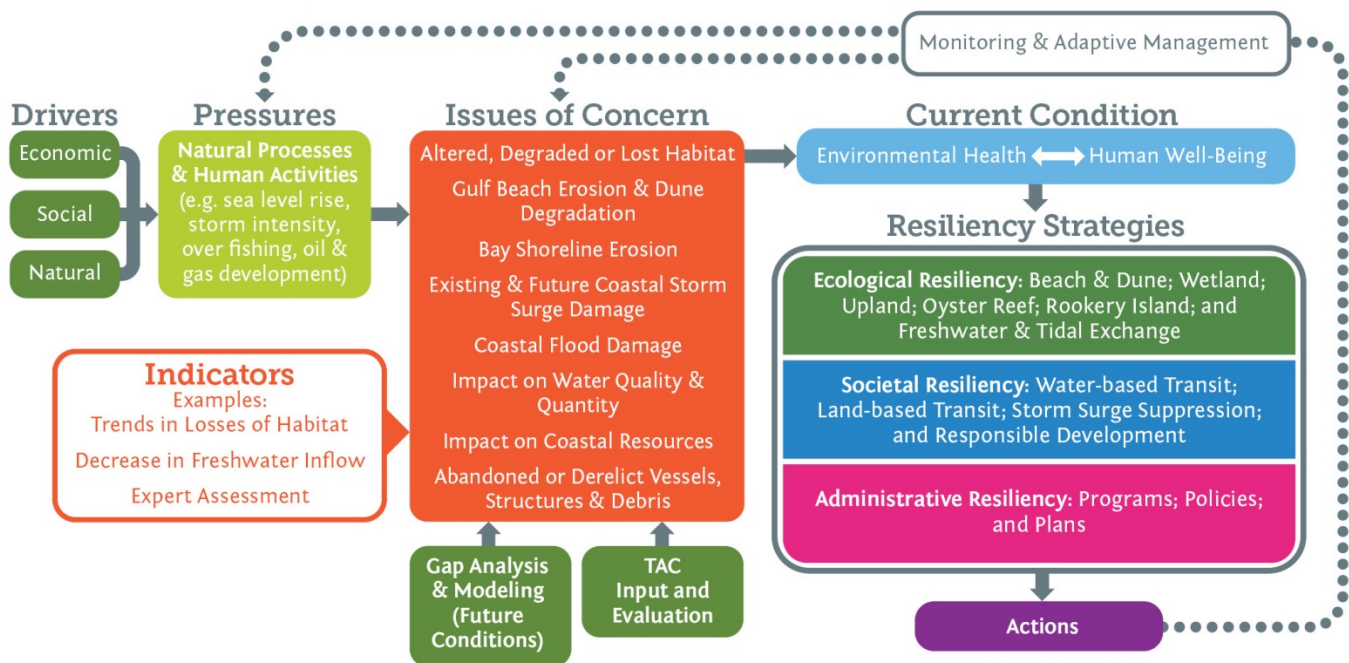 Monitoring & Adaptive Management
Drivers
Economic
Social
Natural
Pressures
Natural Processes
& Human Activities
(e.g. sea level rise,
storm intensity,
over fishing, oil &
gas development)
Issues of Concern
Altered, Degraded or Lost Habitat
Gulf Beach Erosion & Dune
Degradation
Bay Shoreline Erosion
Existing & Future Coastal Storm
Surge Damage
Coastal Flood Damage
Impact on Water Quality &
Quantity
Impact on Coastal Resources
Abandoned or Derelict Vessels,
Structures & Debris
Indicators
Examples:
Trends in Losses of Habitat
Decrease in Freshwater Inflow
Expert Assessment
Gap Analysis
& Modeling
(Future
Conditions)
TAC
Input and
Evaluation
Current Condition
Environmental Health
Human Well-Being
Resiliency Strategies
Ecological Resiliency: Beach & Dune; Wetland;
Upland; Oyster Reef; Rookery Island; and
Freshwater & Tidal Exchange
Societal Resiliency: Water-based Transit;
Land-based Transit; Storm Surge Suppression;
and Responsible Development
Administrative Resiliency: Programs; Policies;
and Plans
Actions